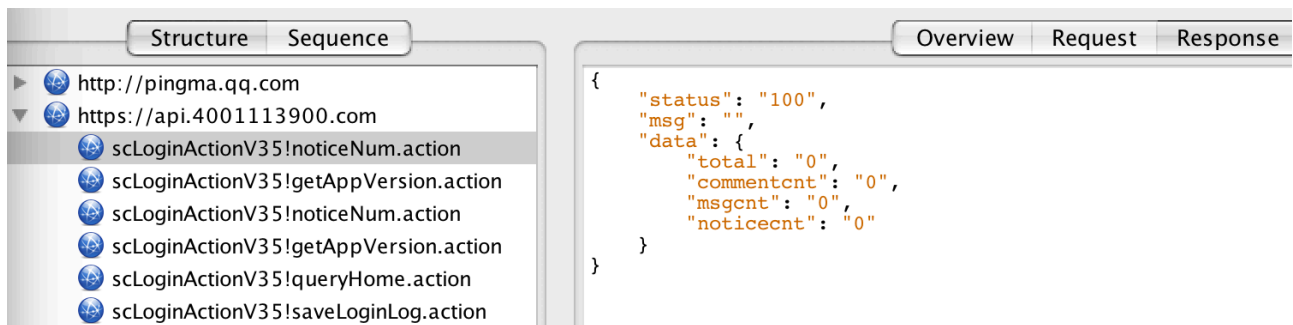 Structure Sequence
http://pingma.qq.com
https://api.4001113900.com
scLoginActionV35!noticeNum.action
scLoginActionV35!getAppVersion.action
scLoginActionV35!noticeNum.action
scLoginActionV35!getAppVersion.action
scLoginActionV35!queryHome.action
scLoginActionV35!saveLoginLog.action
Overview Request Response
{
"status": "100",
"msg": "",
"data": {
"total": "0",
"commentcnt": "0",
"msgcnt": "0",
"noticecnt": "0"
}
}